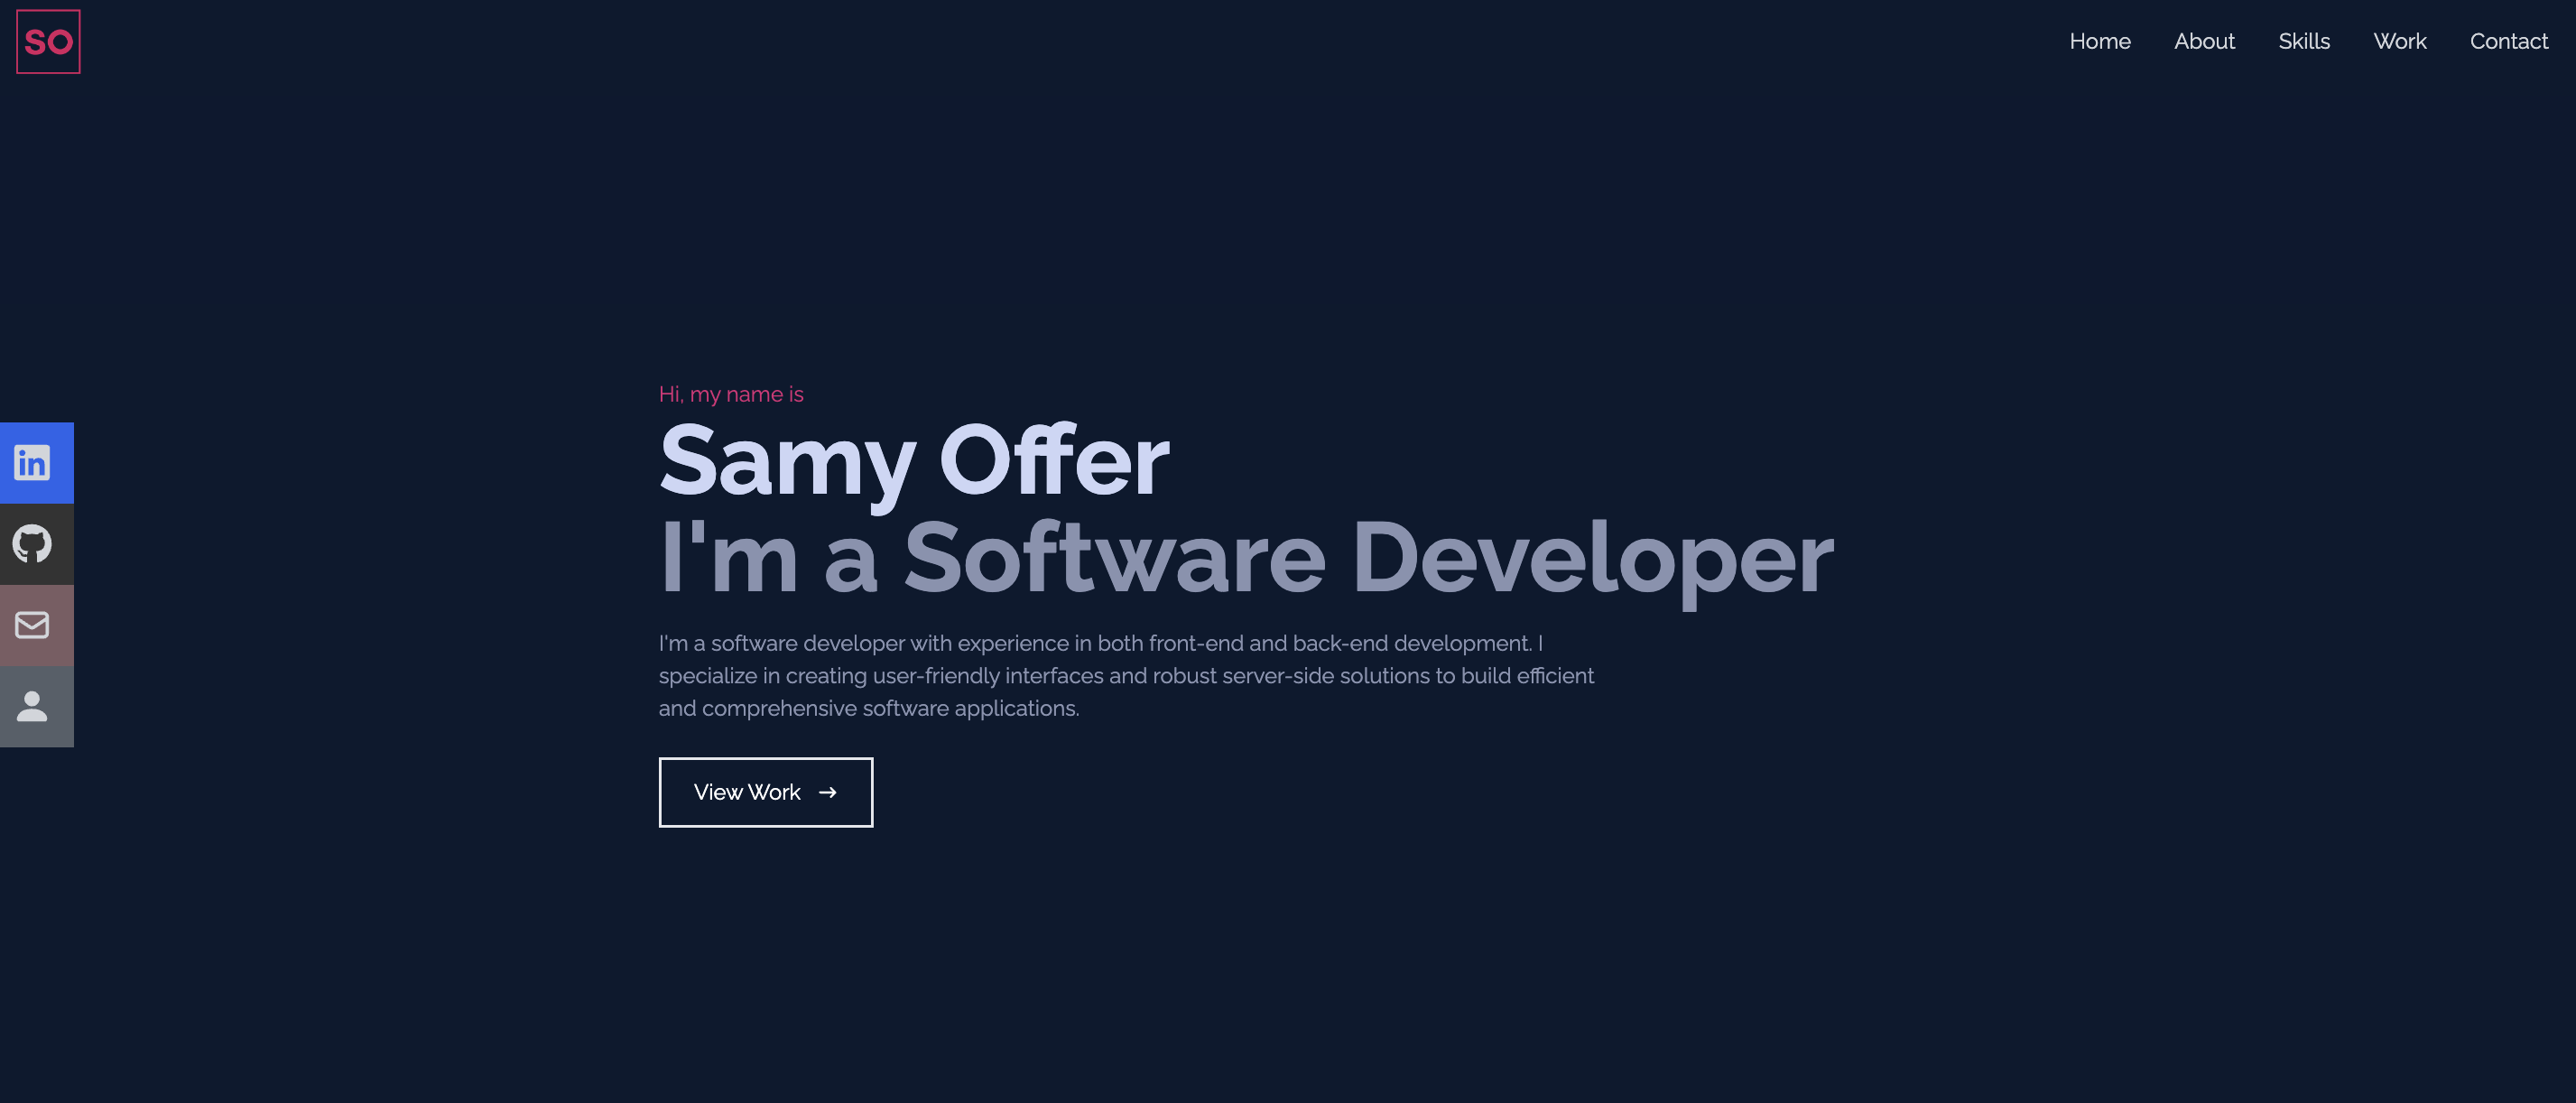 SO
Home About Skills Work Contact
Hi, my name is
Samy Offer
I'm a Software Developer
I'm a software developer with experience in both front-end and back-end development. I
specialize in creating user-friendly interfaces and robust server-side solutions to build efficient
and comprehensive software applications.
in
View Work →